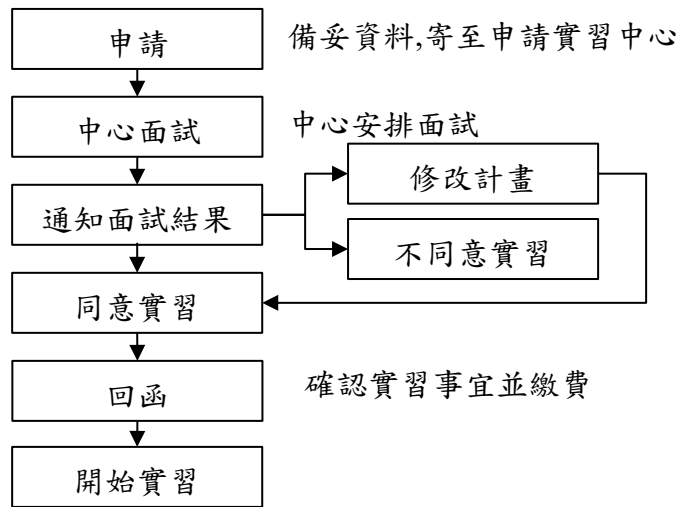 申請
備妥資料,寄至申請實習中心
中心面試
中心安排面試
修改計畫
通知面試結果
不同意實習
同意實習
回函
確認實習事宜並繳費
開始實習